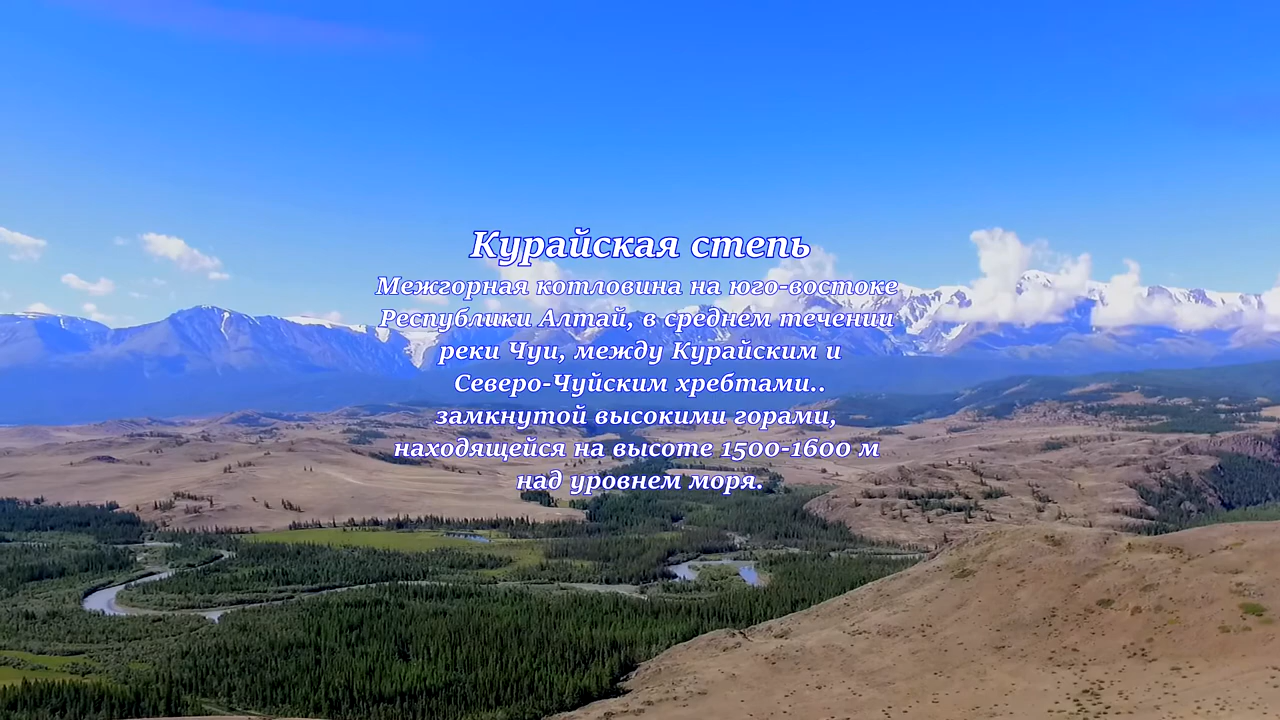 Курайская степь
Межгорная котловина на юго-востоке
Республики Алтай, в среднем течении
реки Чуи, между Курайским и
Северо-Чуйским хребтами..
замкнутой высокими горами,
находящейся на высоте 1500-1600 м
над уровнем моря.